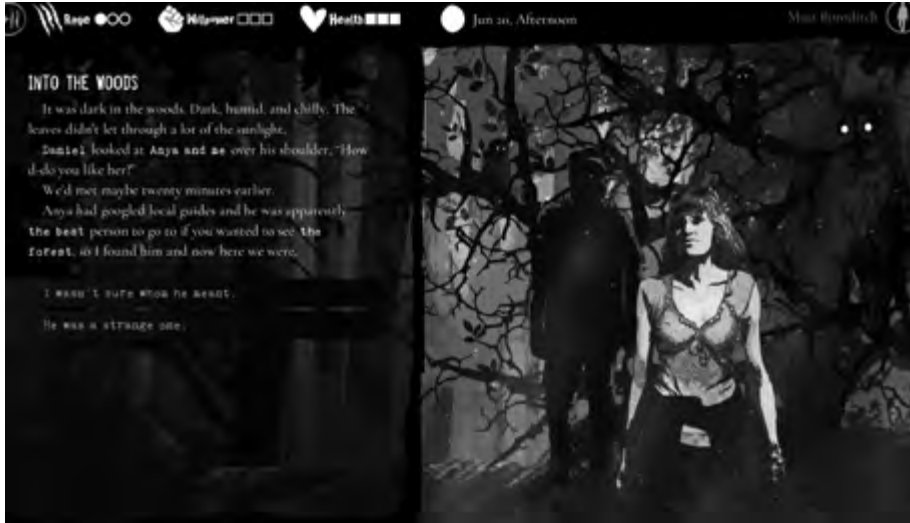 Rage Willpower Health Jun 20, Afternoon
INTO THE WOODS
It was dark in the woods. Dark, humid, and chilly. The
leaves didn't let through a lot of the sunlight.
Daniel looked at Anya and me over his shoulder, "How
d-do you like her?"
We'd met maybe twenty minutes earlier.
Anya had googled local guides and he was apparently
the best person to go to if you wanted to see the
forest, so I found him and now here we were.
I wasn't sure whom he meant.
He was a strange one.